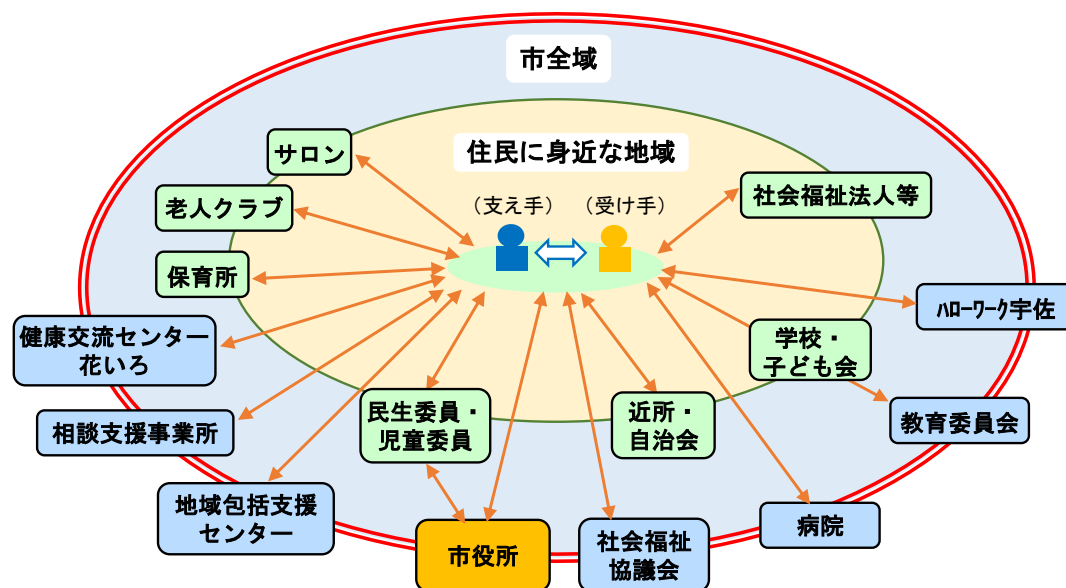 市全域
住民に身近な地域
サロン
老人クラブ
保育所
（支え手）
（受け手）
社会福祉法人等
健康交流センター
花いろ
ﾊﾛｰﾜｰｸ宇佐
学校・
子ども会
民生委員・
児童委員
近所・
自治会
相談支援事業所
教育委員会
地域包括支援
センター
市役所
社会福祉
協議会
病院